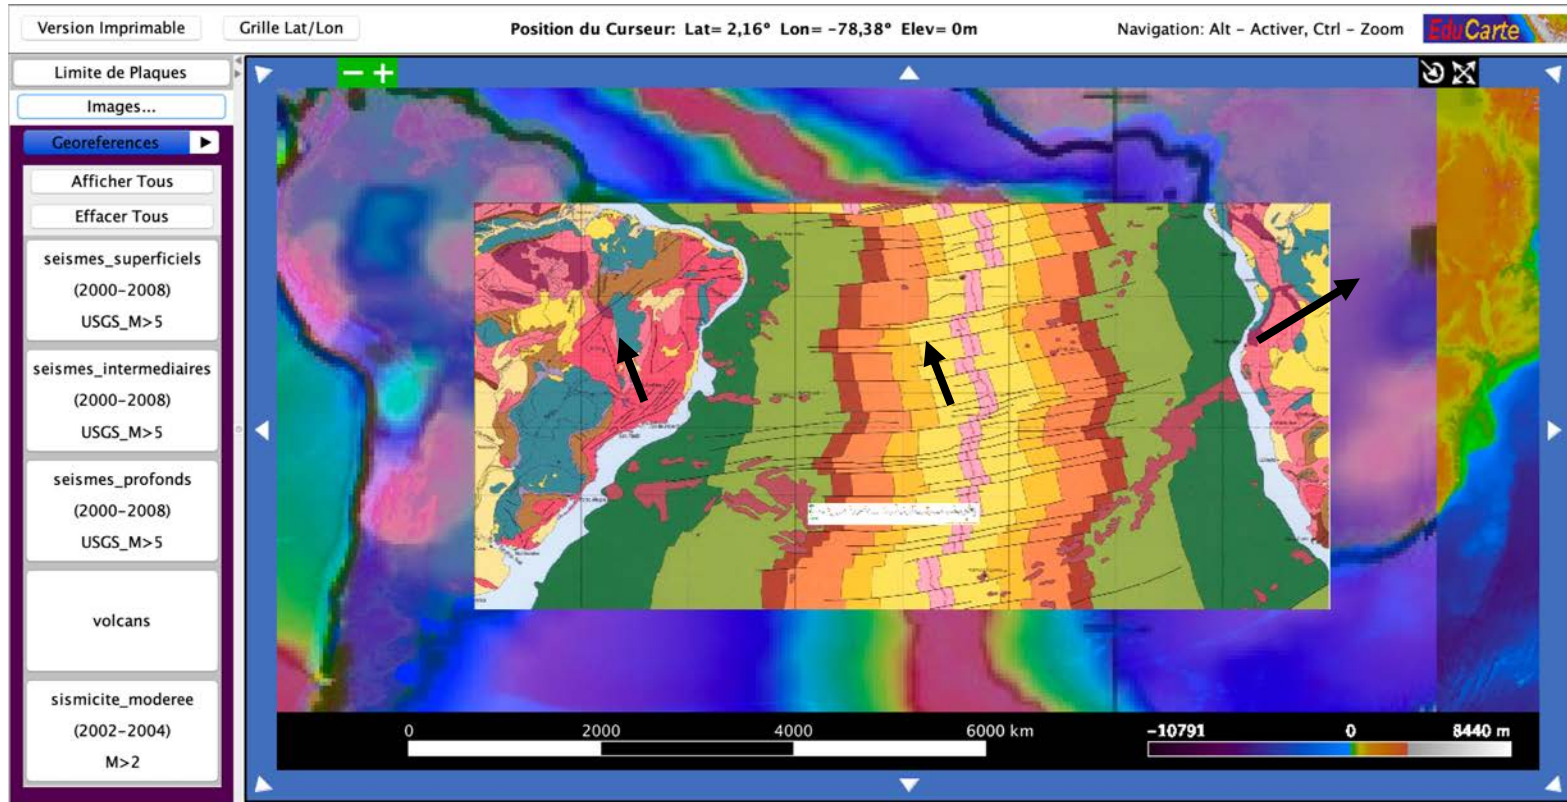 Version Imprimable
Grille Lat/Lon
Position du Curseur: Lat= 2,16° Lon= -78,38° Elev= 0m
Navigation: Alt - Activer, Ctrl - Zoom
EduCarte
Limite de Plaques
Images...
Georeferences
Afficher Tous
Effacer Tous
seismes_superficiels
(2000-2008)
USGS_M>5
seismes_intermediaires
(2000-2008)
USGS_M>5
seismes_profonds
(2000-2008)
USGS_M>5
volcans
sismicite_moderee
(2002-2004)
M>2
0 2000 4000 6000 km
-10791 0 8440 m